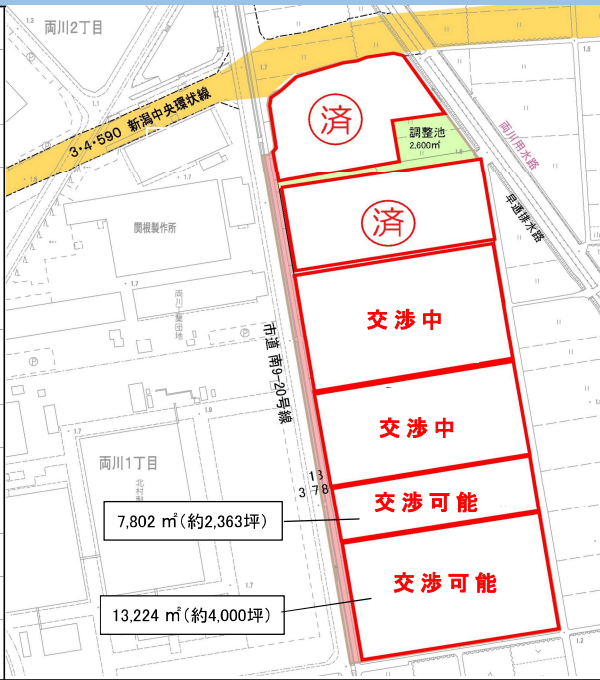 両川2丁目
3・4・590 新潟中央環状線
済
調整池
2,600㎡
両川用水路
早通排水路
関根製作所
済
両川工業団地
市道 南9-20号線
交渉中
交渉中
両川1丁目
13
3 78
交渉可能
7,802 ㎡(約2,363坪)
交渉可能
13,224 ㎡(約4,000坪)